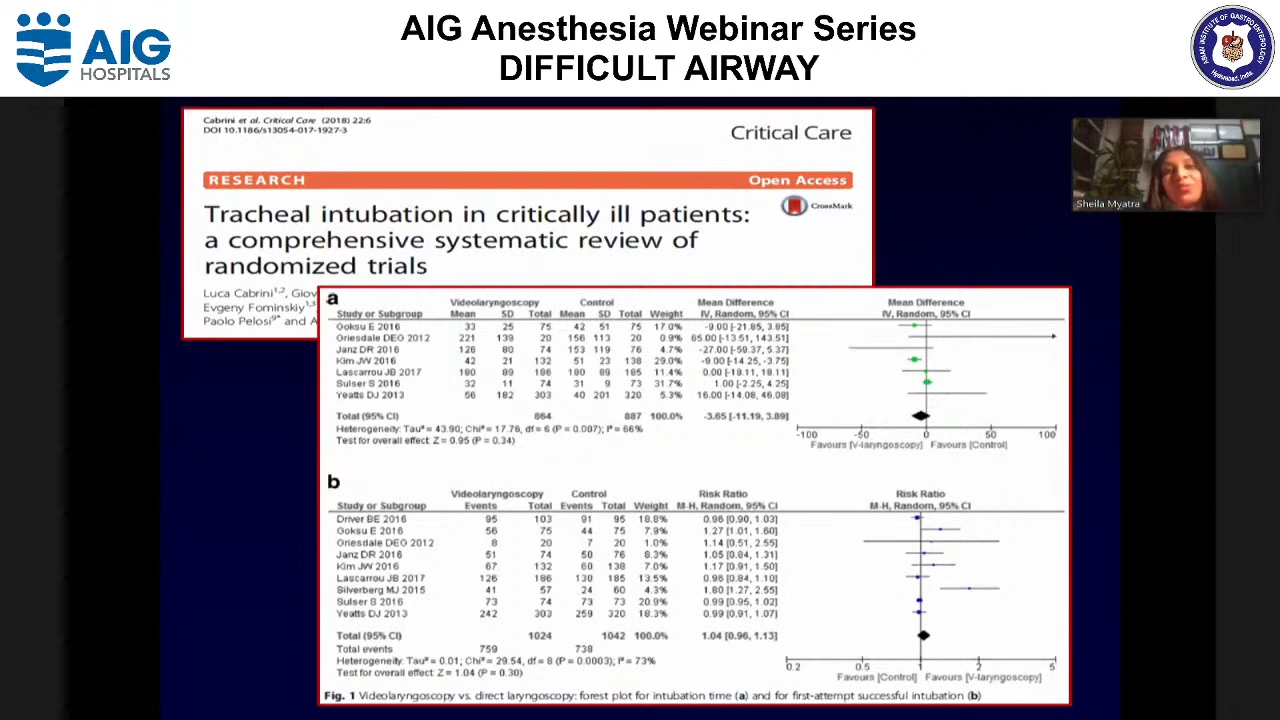 AIG
HOSPITALS
AIG Anesthesia Webinar Series
DIFFICULT AIRWAY
ASIAN INSTITUTE OF GASTROENTEROLOGY
Hyderabad, India
Cabrini et al. Critical Care (2018) 22:6
DOI 10.1186/s13054-017-1927-3
Critical Care
RESEARCH Open Access
Tracheal intubation in critically ill patients:
a comprehensive systematic review of
randomized trials
CrossMark
Luca Cabrini1,2, Giov
Evgeny Fominskiy1,3
Paolo Pelosi9* and A
Sheila Myatra
a
Videolaryngoscopy Control Mean Difference Mean Difference
Study or Subgroup Mean SD Total Mean SD Total Weight IV, Random, 95% CI IV, Random, 95% CI
Goksu E 2016 33 25 75 42 51 75 17.0% -9.00 [-21.85, 3.85]
Griesdale DEG 2012 221 139 20 156 113 20 0.9% 65.00 [-13.51, 143.51]
Janz DR 2016 126 80 74 153 119 76 4.7% -27.00 [-59.37, 5.37]
Kim JW 2016 42 21 132 51 23 138 29.0% -9.00 [-14.25, -3.75]
Lascarrou JB 2017 180 89 186 180 89 185 11.4% 0.00 [-18.11, 18.11]
Sulser S 2016 32 11 74 31 9 73 31.7% 1.00 [-2.25, 4.25]
Yeatts DJ 2013 56 182 303 40 201 320 5.3% 16.00 [-14.08, 46.08]
Total (95% CI) 864 887 100.0% -3.65 [-11.19, 3.89]
Heterogeneity: Tau² = 43.90; Chi² = 17.76, df = 6 (P = 0.007); I² = 66%
Test for overall effect: Z = 0.95 (P = 0.34)
-100 -50 0 50 100
Favours [V-laryngoscopy] Favours [Control]
b
Videolaryngoscopy Control Risk Ratio Risk Ratio
Study or Subgroup Events Total Events Total Weight M-H, Random, 95% CI M-H, Random, 95% CI
Driver BE 2016 95 103 91 95 18.8% 0.96 [0.90, 1.03]
Goksu E 2016 56 75 44 75 7.9% 1.27 [1.01, 1.60]
Griesdale DEG 2012 8 20 7 20 1.0% 1.14 [0.51, 2.55]
Janz DR 2016 51 74 50 76 8.3% 1.05 [0.84, 1.31]
Kim JW 2016 67 132 60 138 7.0% 1.17 [0.91, 1.50]
Lascarrou JB 2017 126 186 130 185 13.5% 0.96 [0.84, 1.10]
Silverberg MJ 2015 41 57 24 60 4.3% 1.80 [1.27, 2.55]
Sulser S 2016 73 74 73 73 20.9% 0.99 [0.95, 1.02]
Yeatts DJ 2013 242 303 259 320 18.3% 0.99 [0.91, 1.07]
Total (95% CI) 1024 1042 100.0% 1.04 [0.96, 1.13]
Total events 759 738
Heterogeneity: Tau² = 0.01; Chi² = 29.54, df = 8 (P = 0.0003); I² = 73%
Test for overall effect: Z = 1.04 (P = 0.30)
0.2 0.5 1 2 5
Favours [Control] Favours [V-laryngoscopy]
Fig. 1 Videolaryngoscopy vs. direct laryngoscopy: forest plot for intubation time (a) and for first-attempt successful intubation (b)